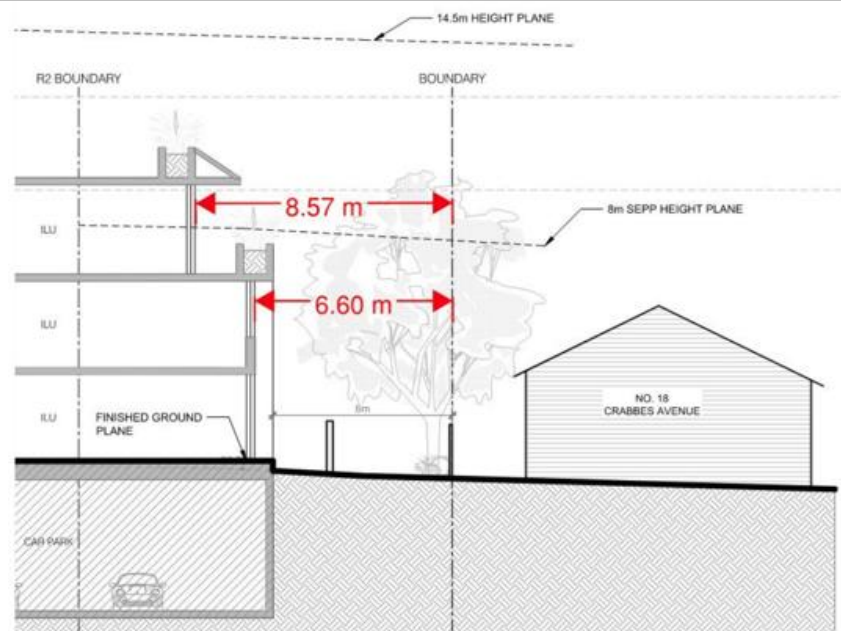 14.5m HEIGHT PLANE
R2 BOUNDARY
BOUNDARY
8.57 m
8m SEPP HEIGHT PLANE
ILU
6.60 m
ILU
NO. 18
CRABBES AVENUE
6m
ILU
FINISHED GROUND
PLANE
CAR PARK